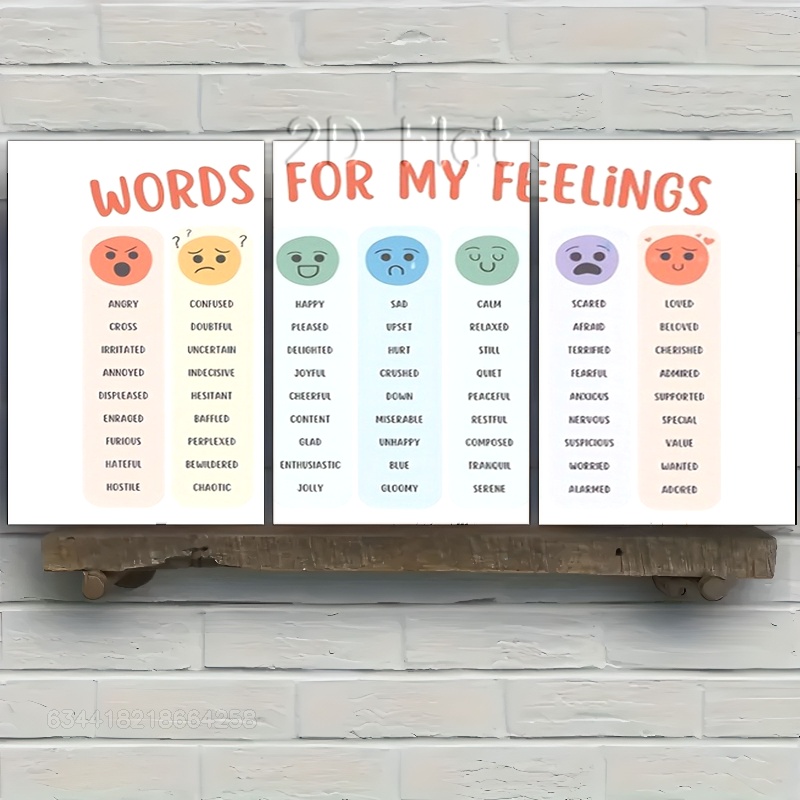 2D Flat
WORDS FOR MY FEELiNGS
? ? ?
ANGRY
CROSS
IRRITATED
ANNOYED
DISPLEASED
ENRAGED
FURIOUS
HATEFUL
HOSTILE
CONFUSED
DOUBTFUL
UNCERTAIN
INDECISIVE
HESITANT
BAFFLED
PERPLEXED
BEWILDERED
CHAOTIC
HAPPY
PLEASED
DELIGHTED
JOYFUL
CHEERFUL
CONTENT
GLAD
ENTHUSIASTIC
JOLLY
SAD
UPSET
HURT
CRUSHED
DOWN
MISERABLE
UNHAPPY
BLUE
GLOOMY
CALM
RELAXED
STILL
QUIET
PEACEFUL
RESTFUL
COMPOSED
TRANQUIL
SERENE
SCARED
AFRAID
TERRIFIED
FEARFUL
ANXIOUS
NERVOUS
SUSPICIOUS
WORRIED
ALARMED
LOVED
BELOVED
CHERISHED
ADMIRED
SUPPORTED
SPECIAL
VALUE
WANTED
ADORED
634418218664258